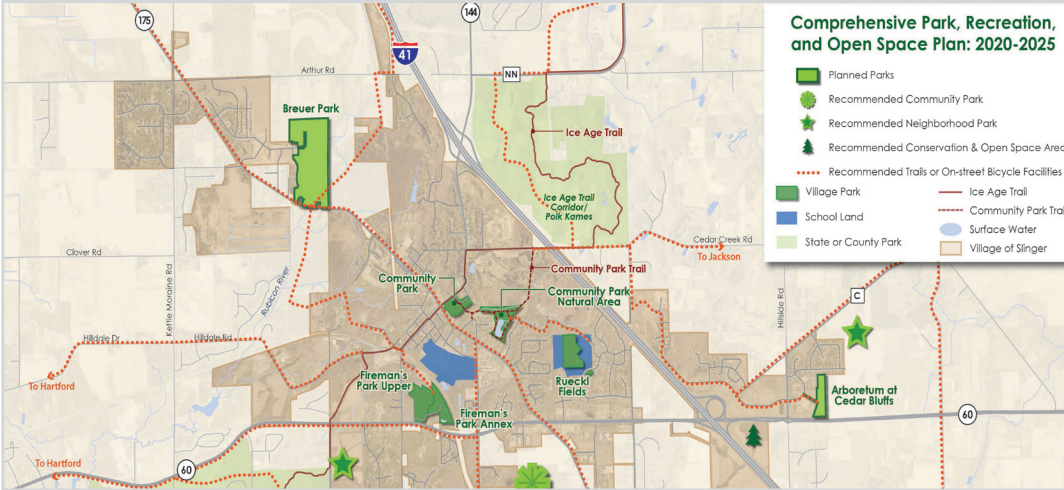 175
144
41
NN
Arthur Rd
Breuer Park
Ice Age Trail
Ice Age Trail
Corridor/
Polk Kames
Cedar Creek Rd
To Jackson
Clover Rd
Kettle Moraine Rd
Rubicon River
Community
Park
Community Park Trail
Community Park
Natural Area
Hillside Rd
C
Hilldale Dr
Hilldale Rd
To Hartford
Fireman's
Park Upper
Fireman's
Park Annex
Rueckl
Fields
Arboretum at
Cedar Bluffs
60
To Hartford
60
Comprehensive Park, Recreation,
and Open Space Plan: 2020-2025
Planned Parks
Recommended Community Park
Recommended Neighborhood Park
Recommended Conservation & Open Space Area
Recommended Trails or On-street Bicycle Facilities
Village Park
School Land
State or County Park
Ice Age Trail
Community Park Trail
Surface Water
Village of Slinger